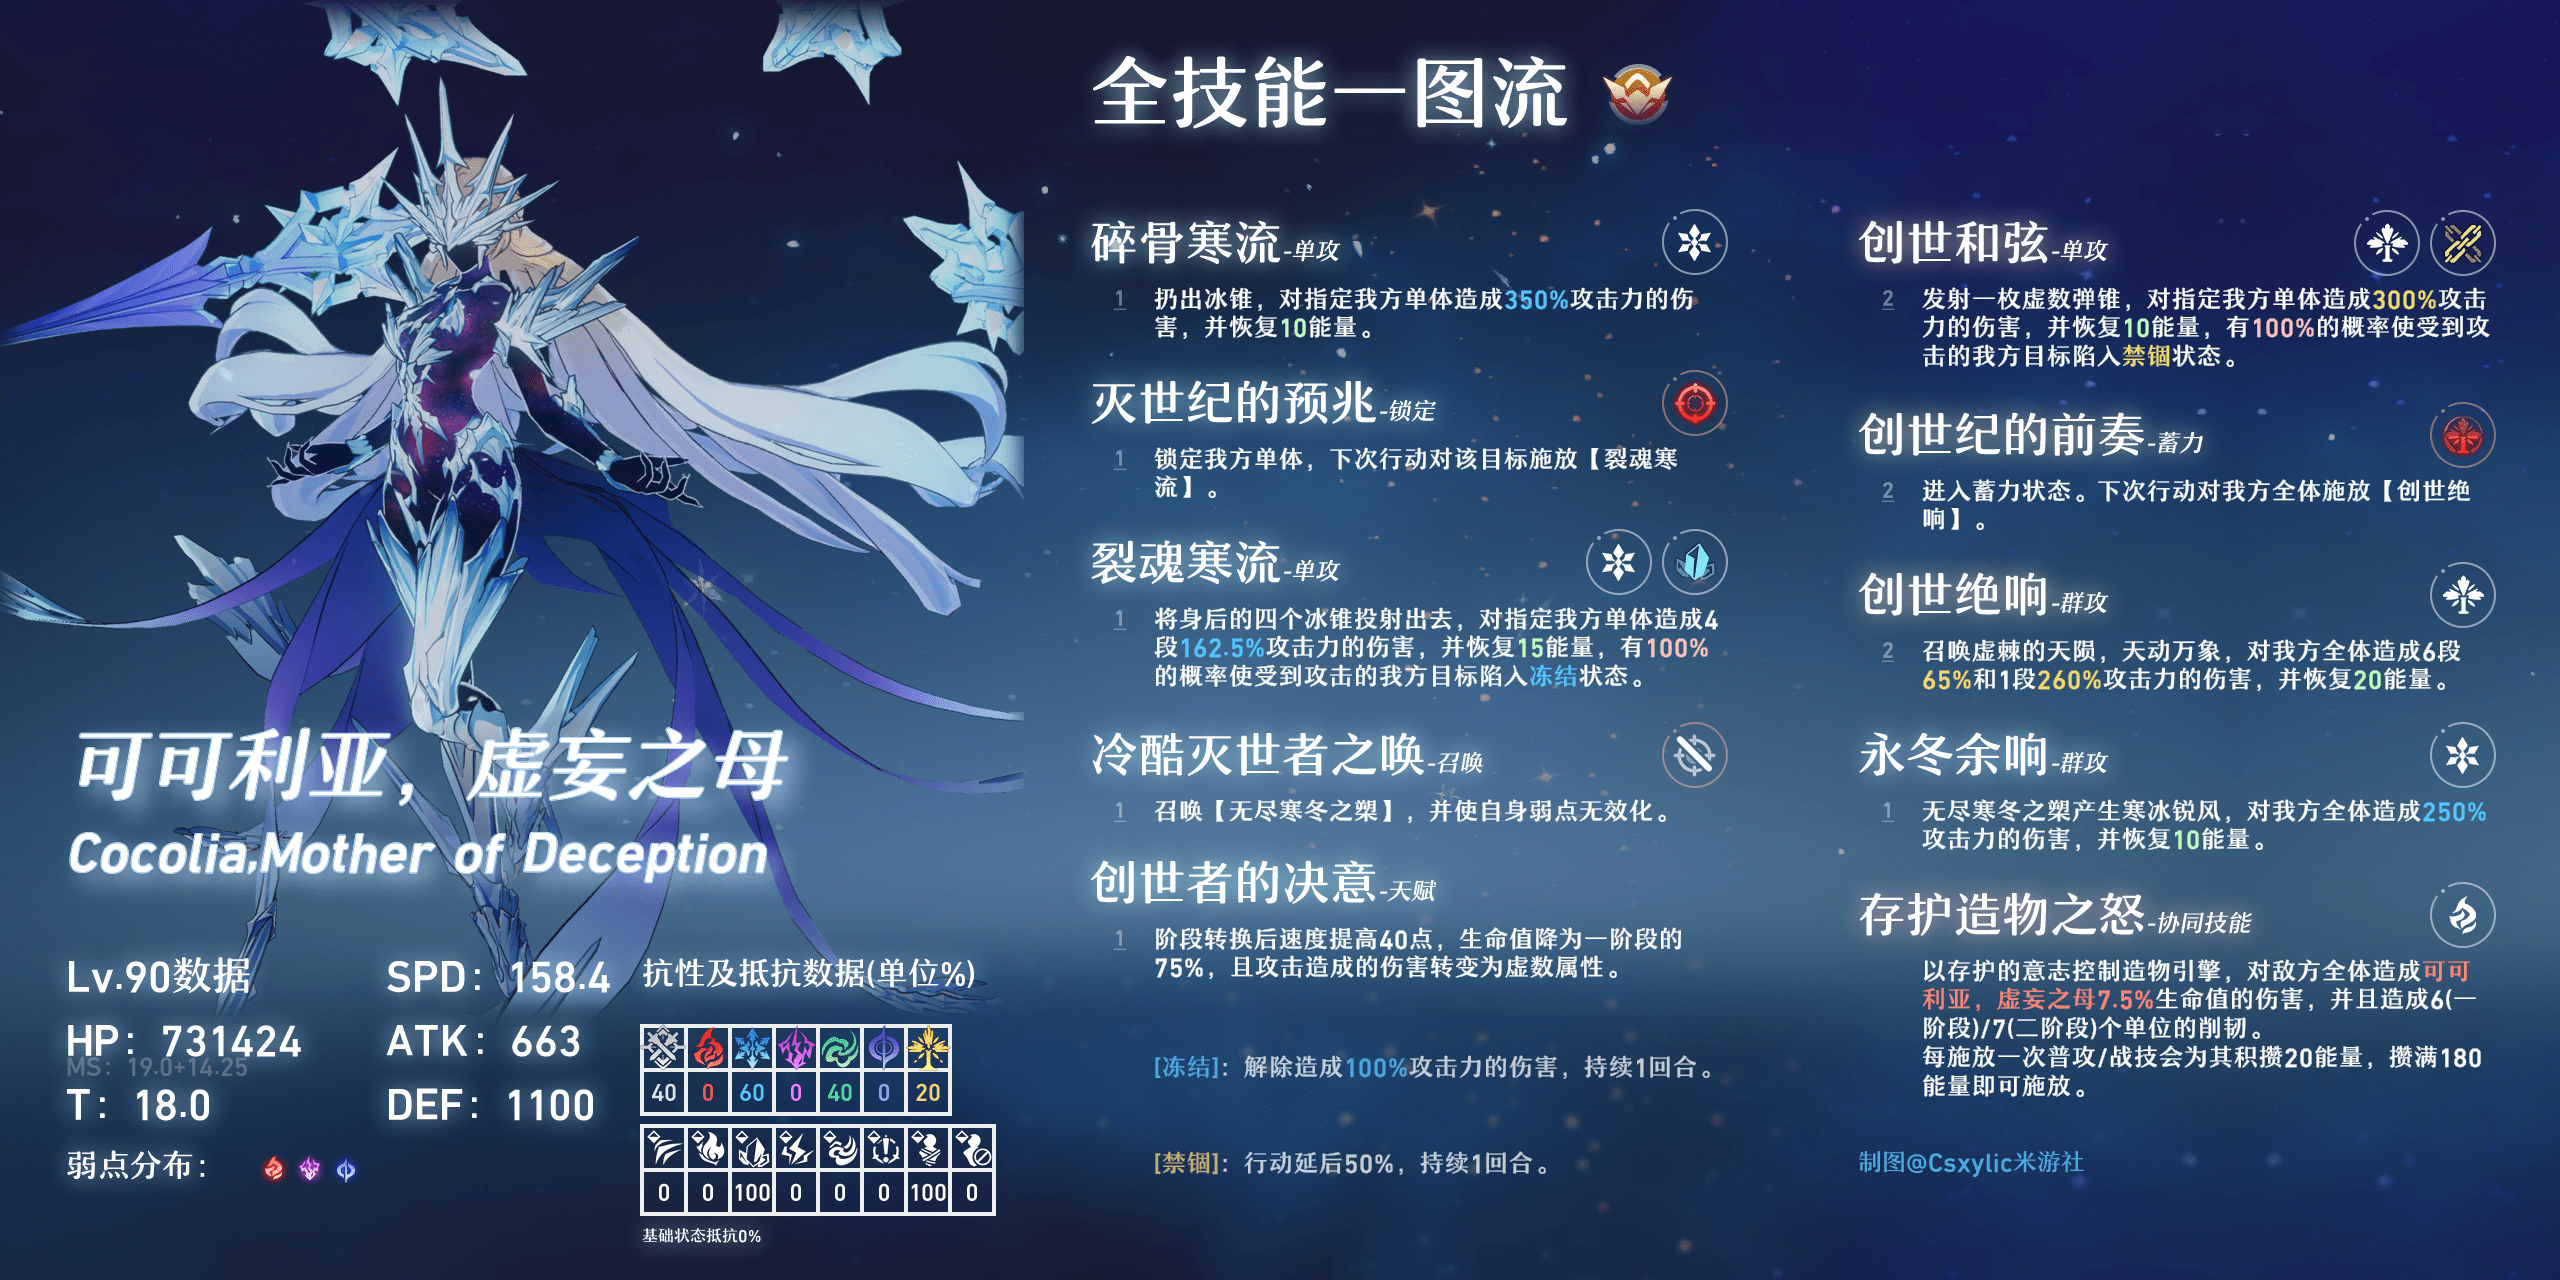 全技能一图流
碎骨寒流-单攻
1 扔出冰锥，对指定我方单体造成350%攻击力的伤
害，并恢复10能量。
灭世纪的预兆-锁定
1 锁定我方单体，下次行动对该目标施放【裂魂寒
流】。
裂魂寒流-单攻
1 将身后的四个冰锥投射出去，对指定我方单体造成4
段162.5%攻击力的伤害，并恢复15能量，有100%
的概率使受到攻击的我方目标陷入冻结状态。
冷酷灭世者之唤-召唤
1 召唤【无尽寒冬之槊】，并使自身弱点无效化。
创世者的决意-天赋
1 阶段转换后速度提高40点，生命值降为一阶段的
75%，且攻击造成的伤害转变为虚数属性。
[冻结]：解除造成100%攻击力的伤害，持续1回合。
[禁锢]：行动延后50%，持续1回合。
创世和弦-单攻
2 发射一枚虚数弹锥，对指定我方单体造成300%攻击
力的伤害，并恢复10能量，有100%的概率使受到攻
击的我方目标陷入禁锢状态。
创世纪的前奏-蓄力
2 进入蓄力状态。下次行动对我方全体施放【创世绝
响】。
创世绝响-群攻
2 召唤虚棘的天陨，天动万象，对我方全体造成6段
65%和1段260%攻击力的伤害，并恢复20能量。
永冬余响-群攻
1 无尽寒冬之槊产生寒冰锐风，对我方全体造成250%
攻击力的伤害，并恢复10能量。
存护造物之怒-协同技能
以存护的意志控制造物引擎，对敌方全体造成可可
利亚，虚妄之母7.5%生命值的伤害，并且造成6(一
阶段)/7(二阶段)个单位的削韧。
每施放一次普攻/战技会为其积攒20能量，攒满180
能量即可施放。
制图@Csxylic米游社
可可利亚，虚妄之母
Cocolia,Mother of Deception
Lv.90数据 SPD：158.4
HP：731424 ATK：663
MS：19.0+14.25
T：18.0 DEF：1100
弱点分布：
抗性及抵抗数据(单位%)
40 0 60 0 40 0 20
0 0 100 0 0 0 100 0
基础状态抵抗0%